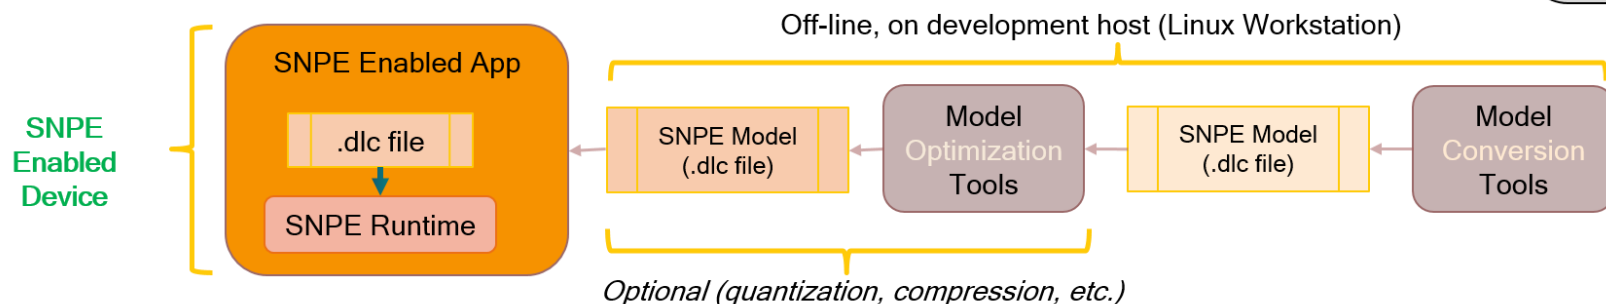 Off-line, on development host (Linux Workstation)
SNPE
Enabled
Device
SNPE Enabled App
.dlc file
SNPE Runtime
SNPE Model
(.dlc file)
Model
Optimization
Tools
SNPE Model
(.dlc file)
Model
Conversion
Tools
Optional (quantization, compression, etc.)